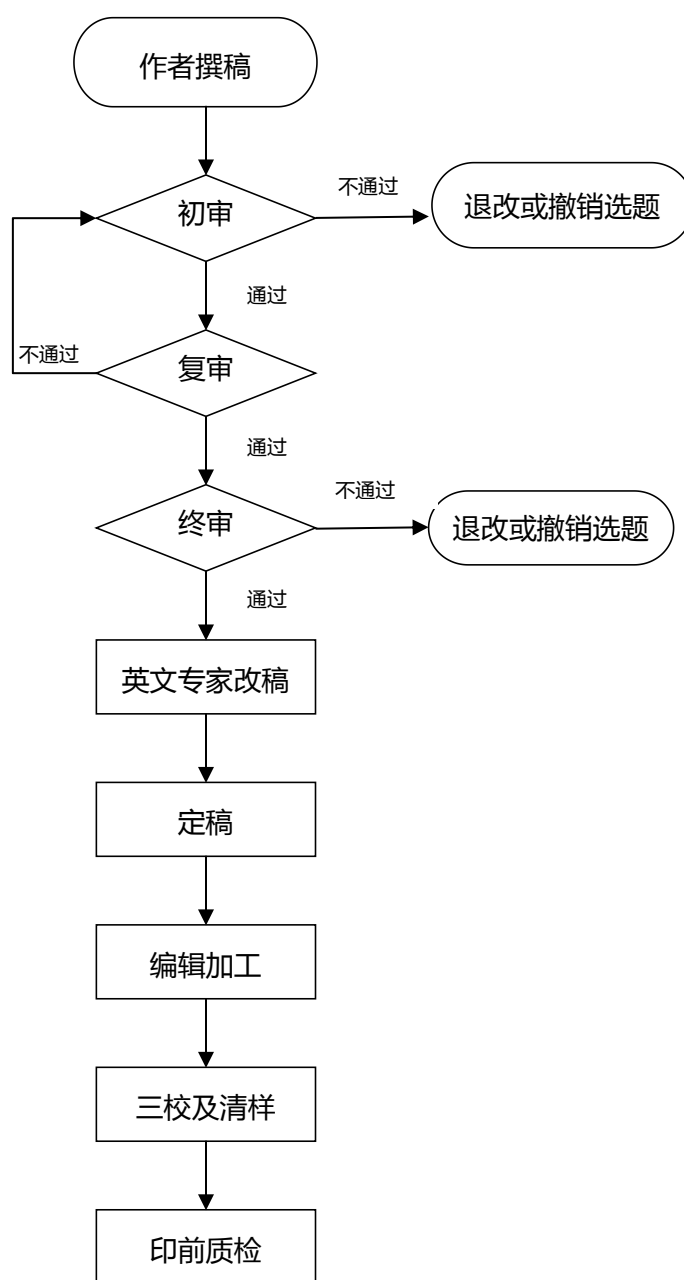 作者撰稿
不通过
退改或撤销选题
初审
通过
不通过
复审
通过
不通过
终审
退改或撤销选题
通过
英文专家改稿
定稿
编辑加工
三校及清样
印前质检